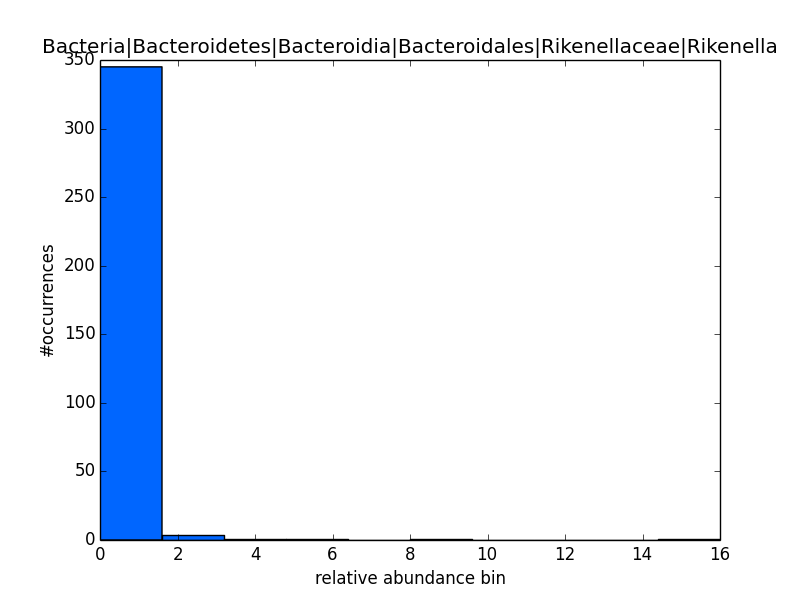 Bacteria|Bacteroidetes|Bacteroidia|Bacteroidales|Rikenellaceae|Rikenella
350
300
250
200
150
100
50
0
#occurrences
0 2 4 6 8 10 12 14 16
relative abundance bin